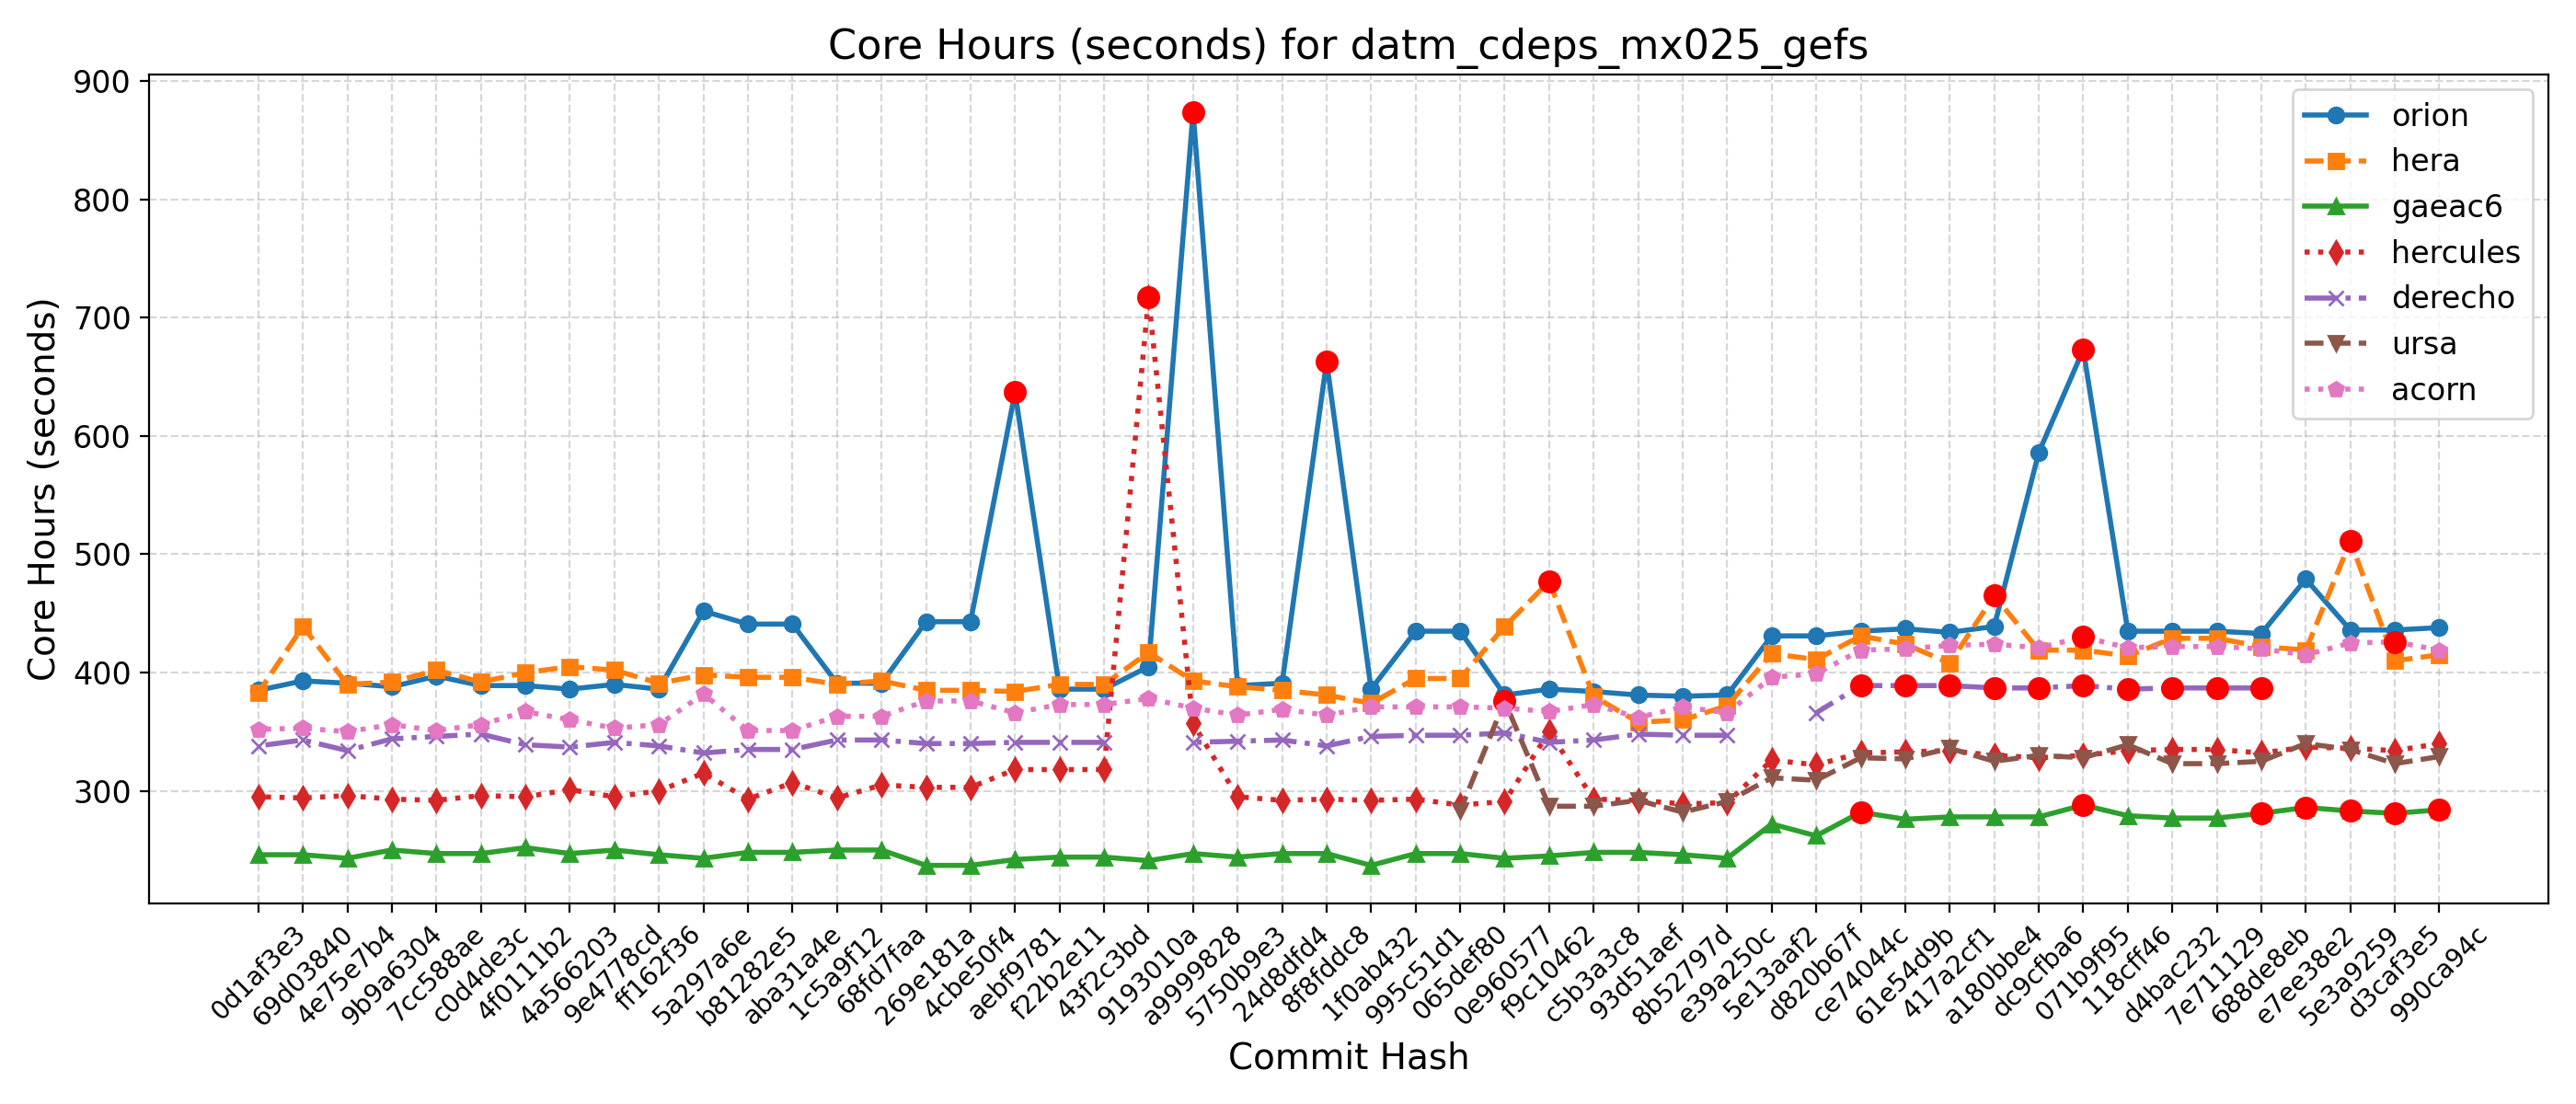 Core Hours (seconds) for datm_cdeps_mx025_gefs
Core Hours (seconds)
900
800
700
600
500
400
300
orion
hera
gaeac6
hercules
derecho
ursa
acorn
0d1af3e3
69d03840
4e75e7b4
9b9a6304
7cc588ae
c0d4de3c
4f0111b2
4a566203
9e4778cd
ff162f36
5a297a6e
b81282e5
aba31a4e
1c5a9f12
68fd7faa
269e181a
4cbe50f4
aebf9781
f22b2e11
43f2c3bd
9193010a
a9999828
5750b9e3
24d8dfd4
8f8fddc8
1f0ab432
995c51d1
065def80
0e960577
f9c10462
c5b3a3c8
93d51aef
8b52797d
e39a250c
5e13aaf2
d820b67f
ce74044c
61e54d9b
417a2cf1
a180bbe4
dc9cfba6
071b9f95
118cff46
d4bac232
7e711129
688de8eb
e7ee38e2
5e3a9259
d3caf3e5
990ca94c
Commit Hash